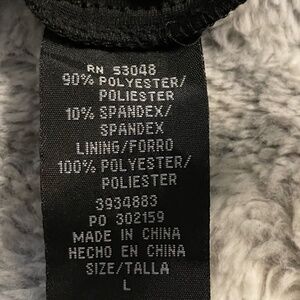 RN 53048
90% POLYESTER/
POLIESTER
10% SPANDEX/
SPANDEX
LINING/FORRO
100% POLYESTER/
POLIESTER
3934883
PO 302159
MADE IN CHINA
HECHO EN CHINA
SIZE/TALLA
L